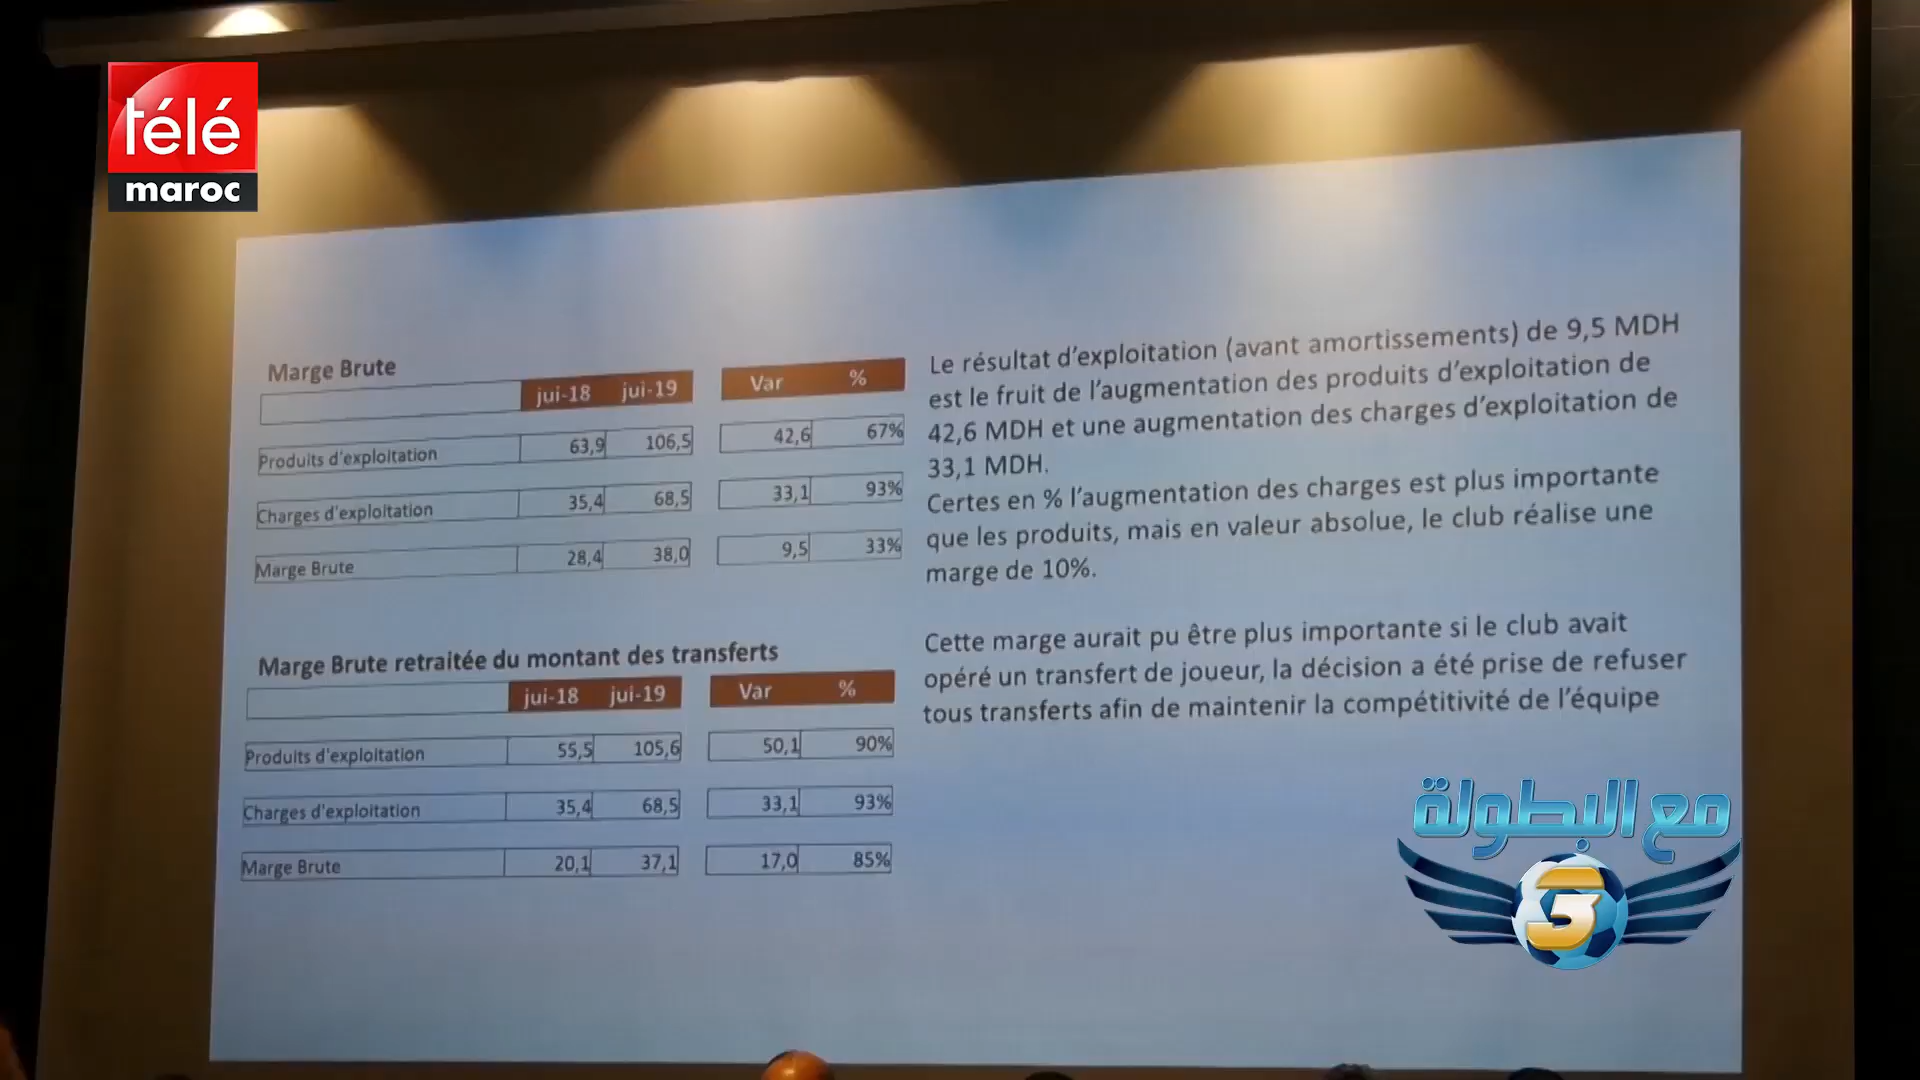 télé
maroc
Marge Brute
jui-18 jui-19 Var %
Produits d'exploitation 63,9 106,5 42,6 67%
Charges d'exploitation 35,4 68,5 33,1 93%
Marge Brute 28,4 38,0 9,5 33%
Marge Brute retraitée du montant des transferts
jui-18 jui-19 Var %
Produits d'exploitation 55,5 105,6 50,1 90%
Charges d'exploitation 35,4 68,5 33,1 93%
Marge Brute 20,1 37,1 17,0 85%
Le résultat d'exploitation (avant amortissements) de 9,5 MDH
est le fruit de l'augmentation des produits d'exploitation de
42,6 MDH et une augmentation des charges d'exploitation de
33,1 MDH.
Certes en % l'augmentation des charges est plus importante
que les produits, mais en valeur absolue, le club réalise une
marge de 10%.
Cette marge aurait pu être plus importante si le club avait
opéré un transfert de joueur, la décision a été prise de refuser
tous transferts afin de maintenir la compétitivité de l'équipe
مع البطولة
3